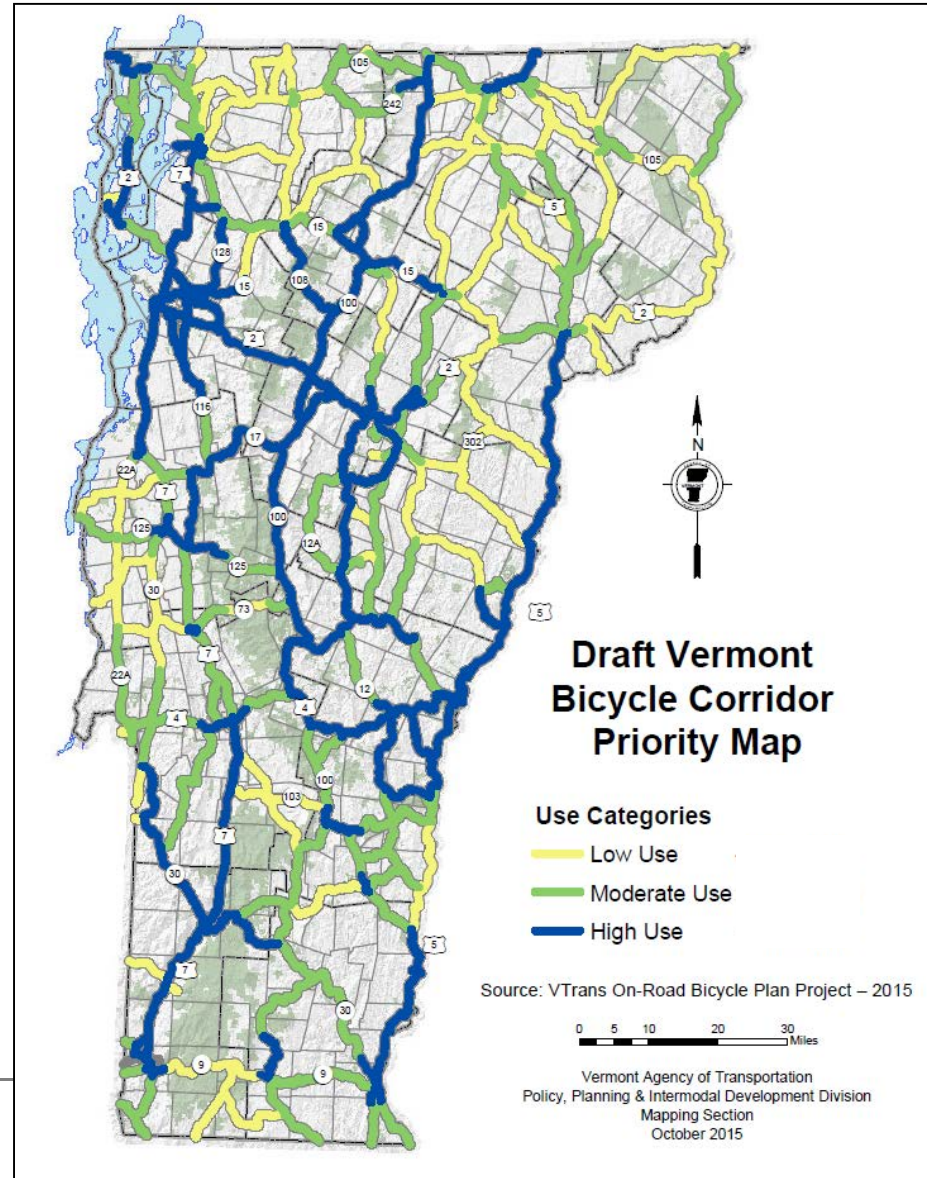 105
242
2
7
105
5
15
128
108
15
15
100
2
2
2
116
17
302
22A
7
125
100
12A
125
30
5
73
7
22A
12
4
4
100
103
7
30
5
7
30
9
9
N
VERMONT
Draft Vermont
Bicycle Corridor
Priority Map
Use Categories
Low Use
Moderate Use
High Use
Source: VTrans On-Road Bicycle Plan Project – 2015
0 5 10 20 30
Miles
Vermont Agency of Transportation
Policy, Planning & Intermodal Development Division
Mapping Section
October 2015